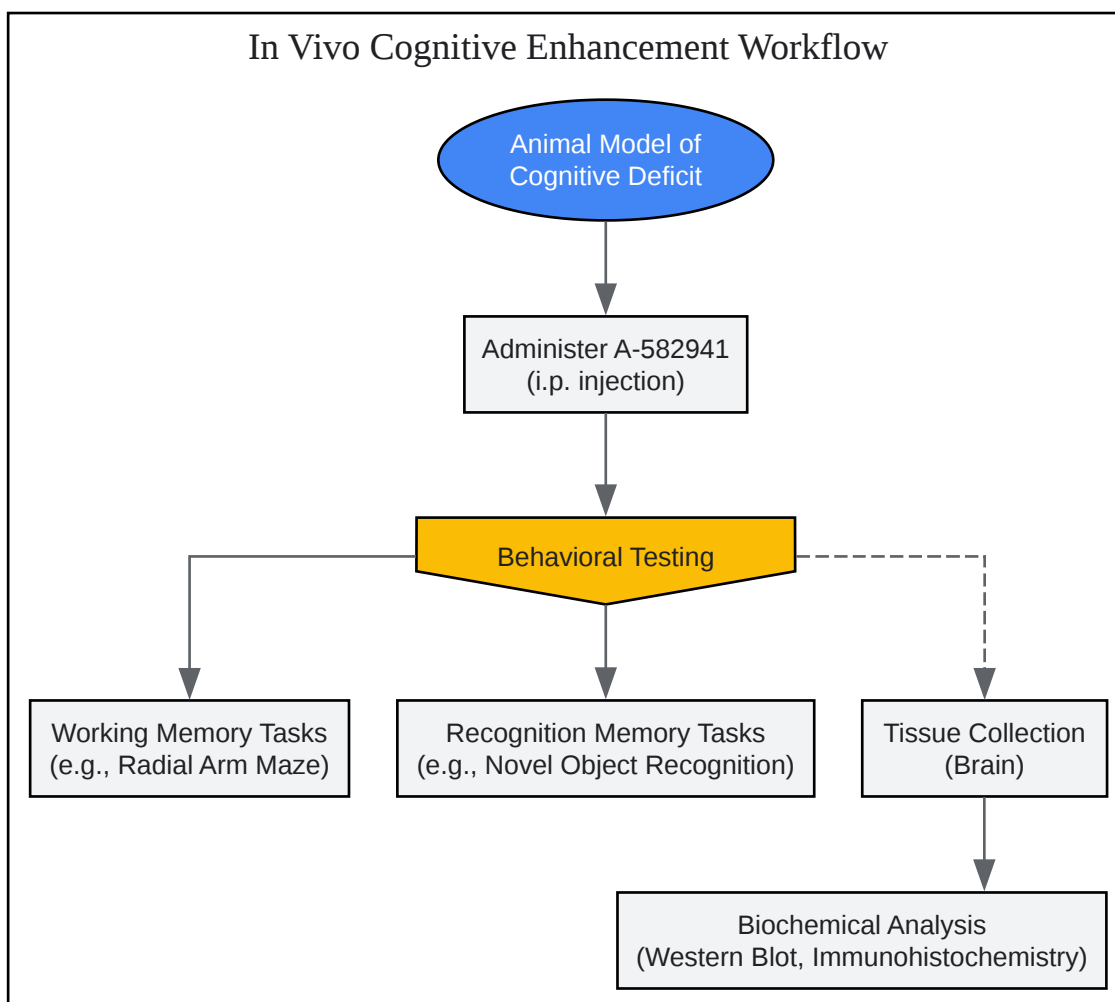 In Vivo Cognitive Enhancement Workflow
Animal Model of
Cognitive Deficit
Administer A-582941
(i.p. injection)
Behavioral Testing
Working Memory Tasks
(e.g., Radial Arm Maze)
Recognition Memory Tasks
(e.g., Novel Object Recognition)
Tissue Collection
(Brain)
Biochemical Analysis
(Western Blot, Immunohistochemistry)